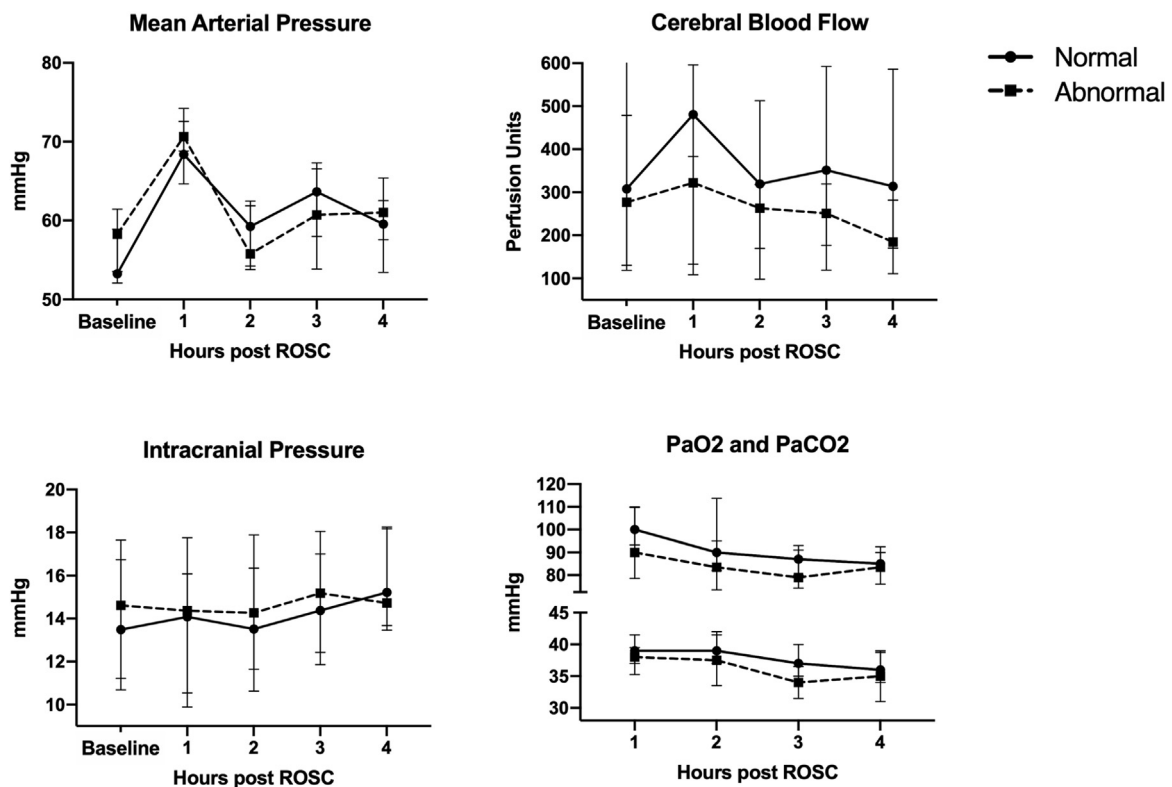 Mean Arterial Pressure
mmHg
80
70
60
50
Baseline 1 2 3 4
Hours post ROSC
Cerebral Blood Flow
Perfusion Units
600
500
400
300
200
100
Baseline 1 2 3 4
Hours post ROSC
Normal
Abnormal
Intracranial Pressure
mmHg
20
18
16
14
12
10
Baseline 1 2 3 4
Hours post ROSC
PaO2 and PaCO2
mmHg
120
110
100
90
80
45
40
35
30
1 2 3 4
Hours post ROSC